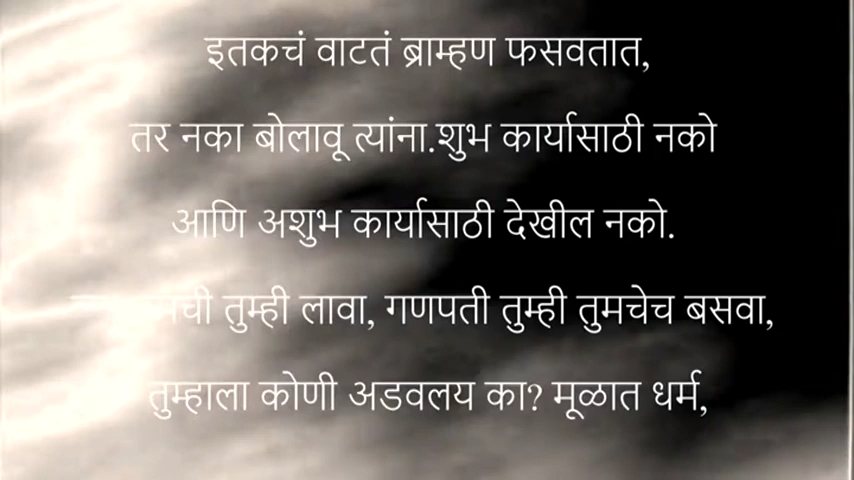 इतकचं वाटतं ब्राम्हण फसवतात,
तर नका बोलावू त्यांना.शुभ कार्यासाठी नको
आणि अशुभ कार्यासाठी देखील नको.
तुम्ही लावा, गणपती तुम्ही तुमचेच बसवा,
तुम्हाला कोणी अडवलय का? मूळात धर्म,